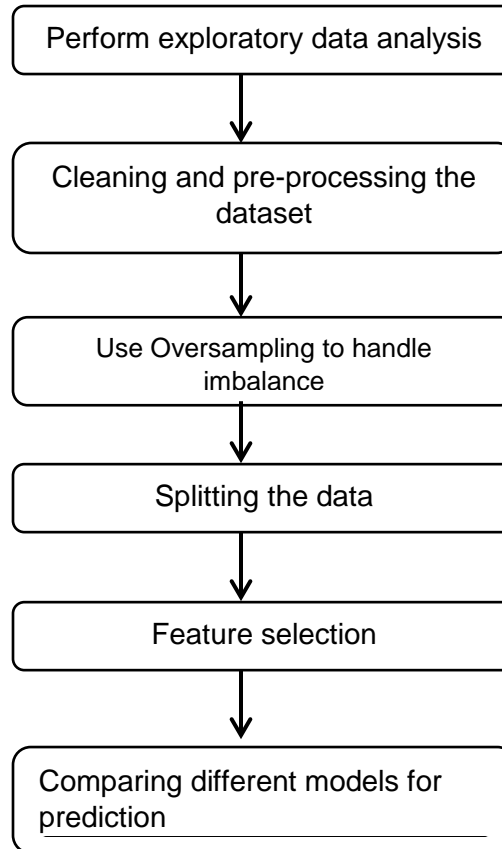 Perform exploratory data analysis
Cleaning and pre-processing the
dataset
Use Oversampling to handle
imbalance
Splitting the data
Feature selection
Comparing different models for
prediction